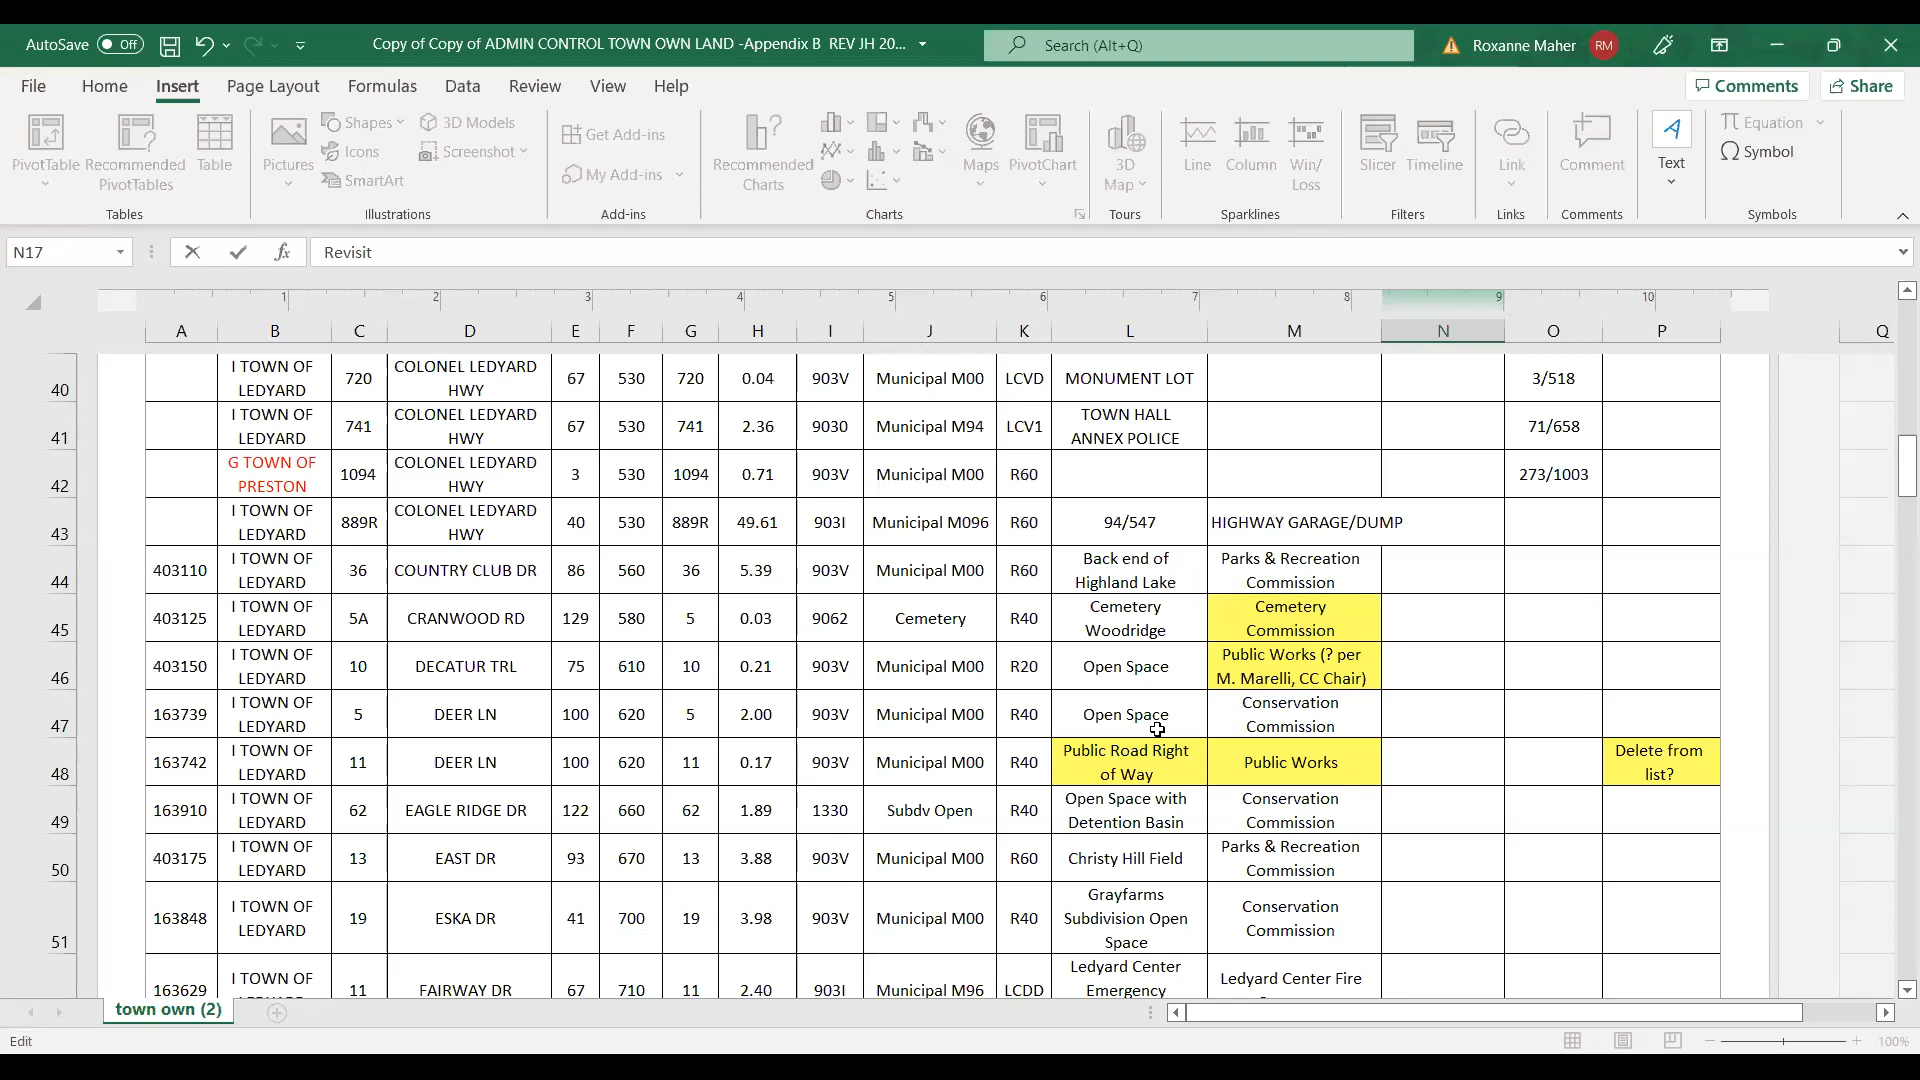 AutoSave Off Copy of Copy of ADMIN CONTROL TOWN OWN LAND -Appendix B REV JH 20... Search (Alt+Q) Roxanne Maher RM
File Home Insert Page Layout Formulas Data Review View Help Comments Share
PivotTable Recommended PivotTables Table Pictures Shapes Icons SmartArt 3D Models Screenshot Get Add-ins My Add-ins Recommended Charts Maps PivotChart 3D Map Line Column Win/Loss Slicer Timeline Link Comment Text Equation Symbol
Tables Illustrations Add-ins Charts Tours Sparklines Filters Links Comments Symbols
N17 fx Revisit
1 2 3 4 5 6 7 8 9 10
A B C D E F G H I J K L M N O P Q
40 I TOWN OF LEDYARD 720 COLONEL LEDYARD HWY 67 530 720 0.04 903V Municipal M00 LCVD MONUMENT LOT 3/518
41 I TOWN OF LEDYARD 741 COLONEL LEDYARD HWY 67 530 741 2.36 9030 Municipal M94 LCV1 TOWN HALL ANNEX POLICE 71/658
42 G TOWN OF PRESTON 1094 COLONEL LEDYARD HWY 3 530 1094 0.71 903V Municipal M00 R60 273/1003
43 I TOWN OF LEDYARD 889R COLONEL LEDYARD HWY 40 530 889R 49.61 903I Municipal M096 R60 94/547 HIGHWAY GARAGE/DUMP
44 403110 I TOWN OF LEDYARD 36 COUNTRY CLUB DR 86 560 36 5.39 903V Municipal M00 R60 Back end of Highland Lake Parks & Recreation Commission
45 403125 I TOWN OF LEDYARD 5A CRANWOOD RD 129 580 5 0.03 9062 Cemetery R40 Cemetery Woodridge Cemetery Commission
46 403150 I TOWN OF LEDYARD 10 DECATUR TRL 75 610 10 0.21 903V Municipal M00 R20 Open Space Public Works (? per M. Marelli, CC Chair)
47 163739 I TOWN OF LEDYARD 5 DEER LN 100 620 5 2.00 903V Municipal M00 R40 Open Space Conservation Commission
48 163742 I TOWN OF LEDYARD 11 DEER LN 100 620 11 0.17 903V Municipal M00 R40 Public Road Right of Way Public Works Delete from list?
49 163910 I TOWN OF LEDYARD 62 EAGLE RIDGE DR 122 660 62 1.89 1330 Subdv Open R40 Open Space with Detention Basin Conservation Commission
50 403175 I TOWN OF LEDYARD 13 EAST DR 93 670 13 3.88 903V Municipal M00 R60 Christy Hill Field Parks & Recreation Commission
51 163848 I TOWN OF LEDYARD 19 ESKA DR 41 700 19 3.98 903V Municipal M00 R40 Grayfarms Subdivision Open Space Conservation Commission
163629 I TOWN OF 11 FAIRWAY DR 67 710 11 2.40 903I Municipal M96 LCDD Ledyard Center Emergency Ledyard Center Fire
town own (2)
Edit 100%